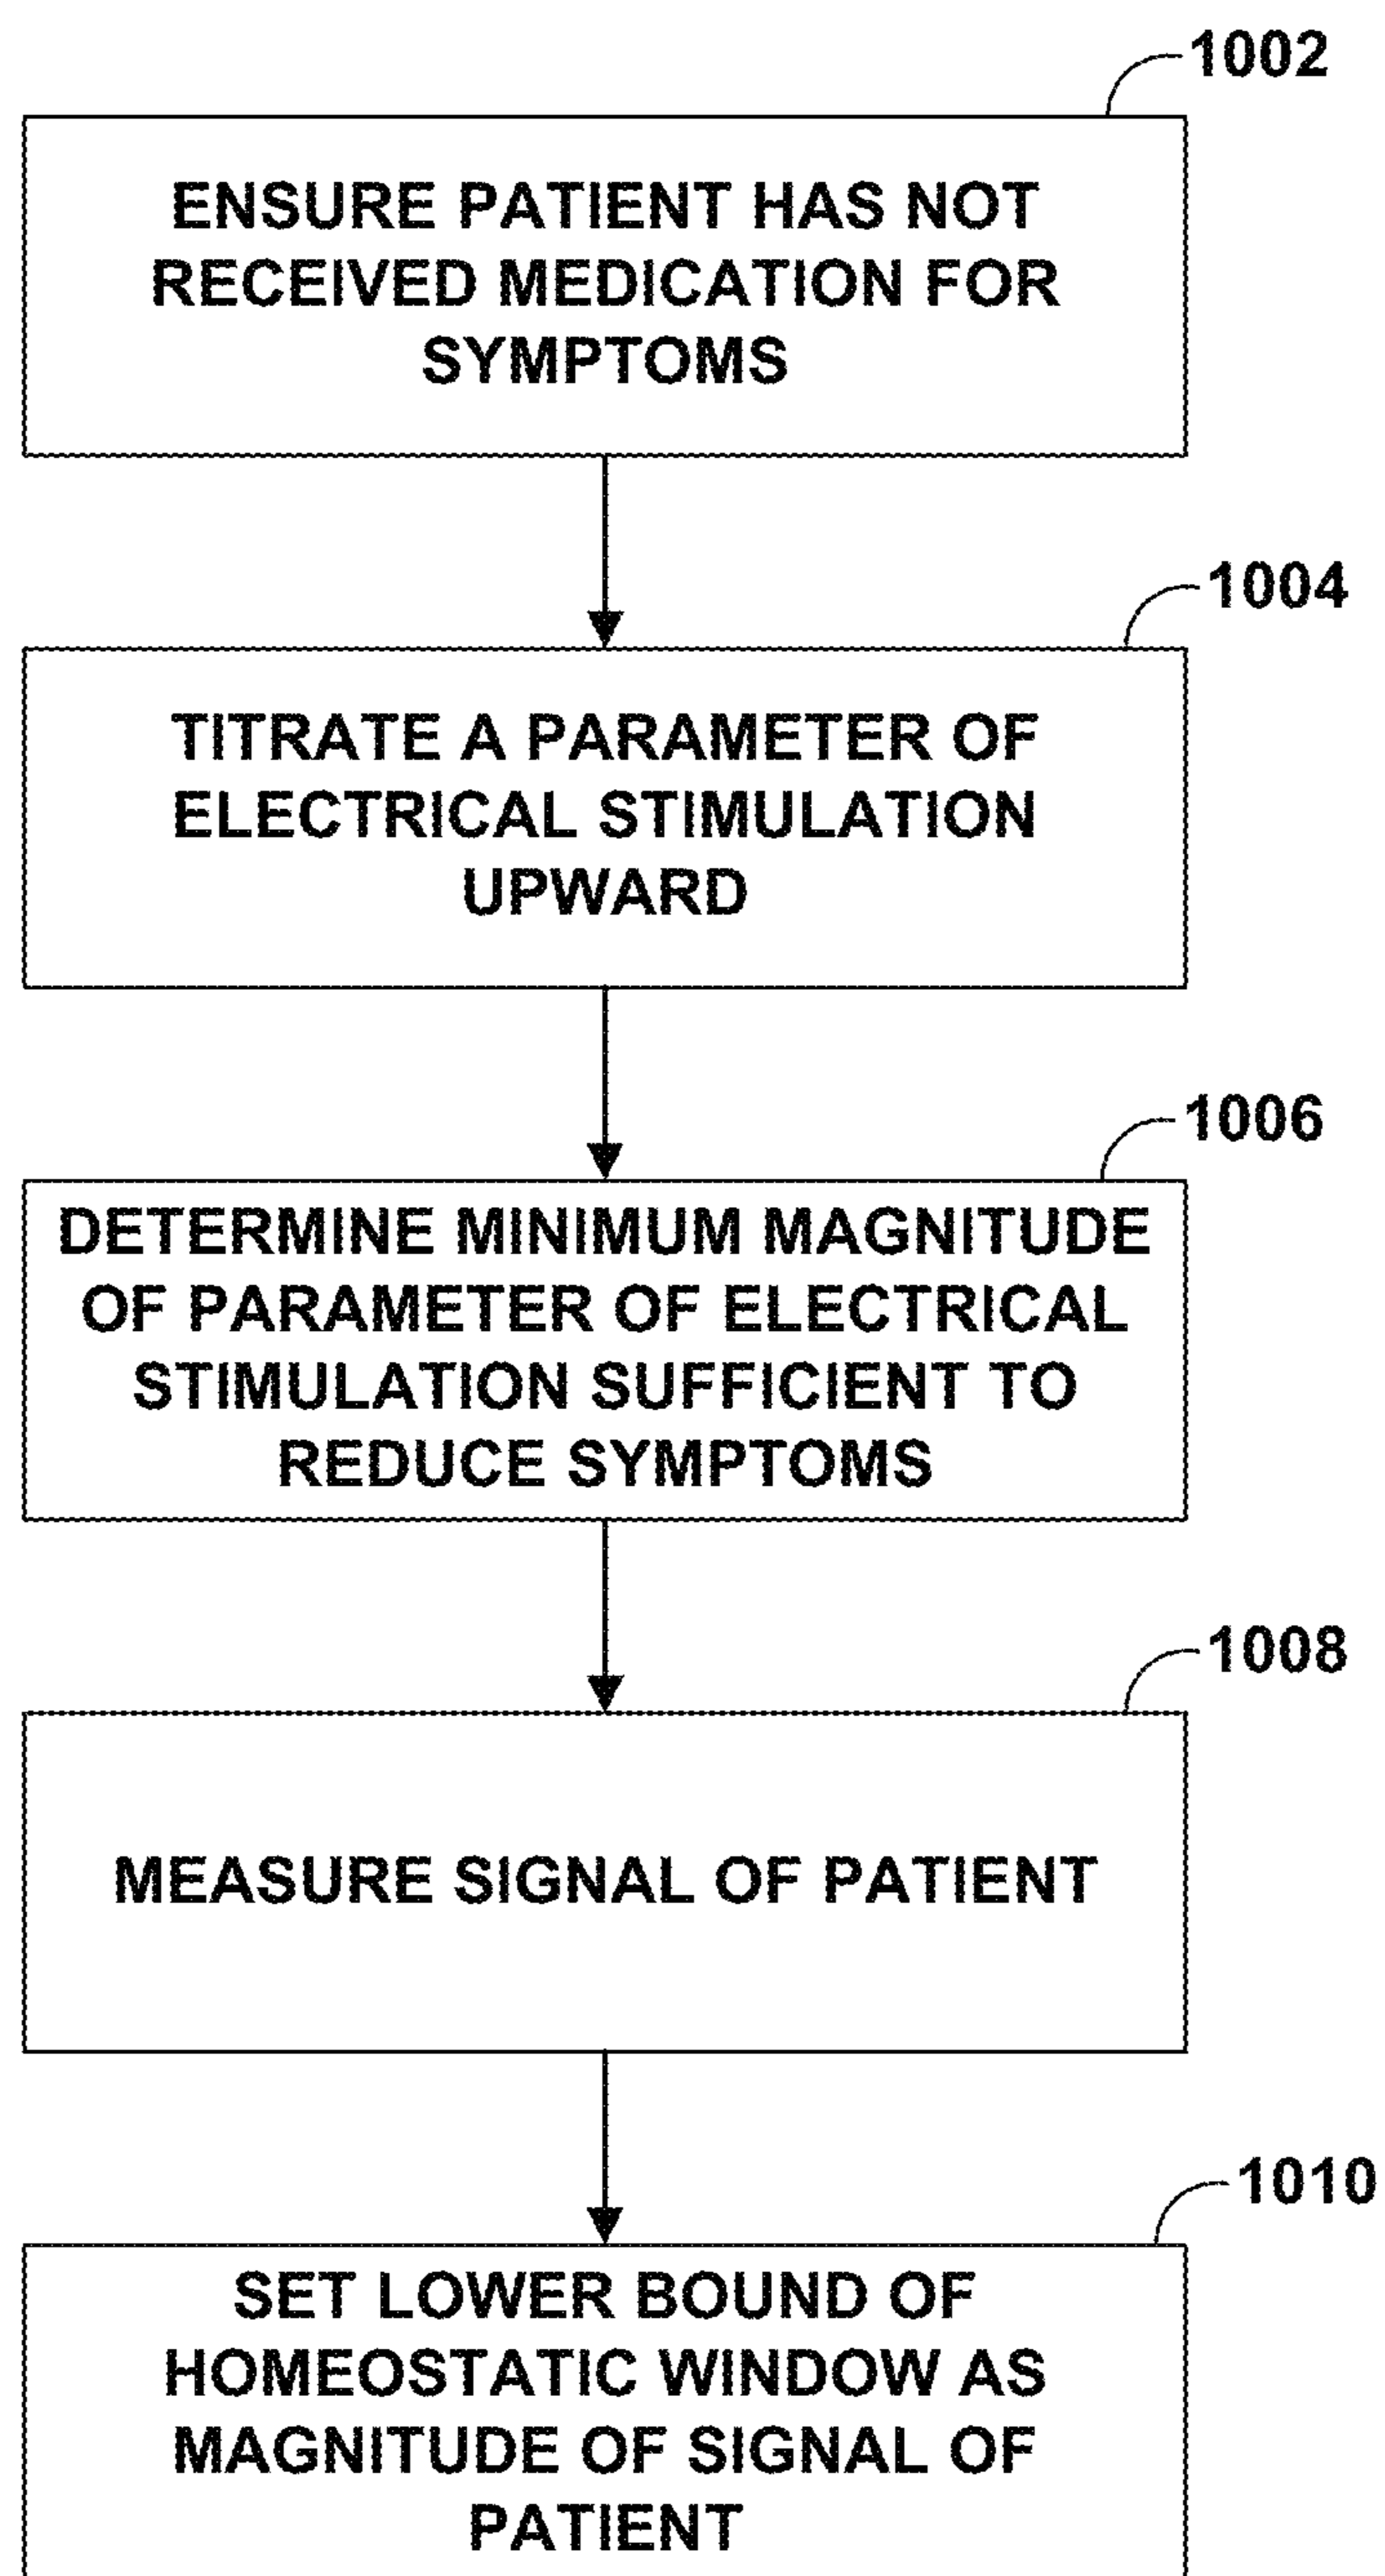 1002
ENSURE PATIENT HAS NOT
RECEIVED MEDICATION FOR
SYMPTOMS
1004
TITRATE A PARAMETER OF
ELECTRICAL STIMULATION
UPWARD
1006
DETERMINE MINIMUM MAGNITUDE
OF PARAMETER OF ELECTRICAL
STIMULATION SUFFICIENT TO
REDUCE SYMPTOMS
1008
MEASURE SIGNAL OF PATIENT
1010
SET LOWER BOUND OF
HOMEOSTATIC WINDOW AS
MAGNITUDE OF SIGNAL OF
PATIENT